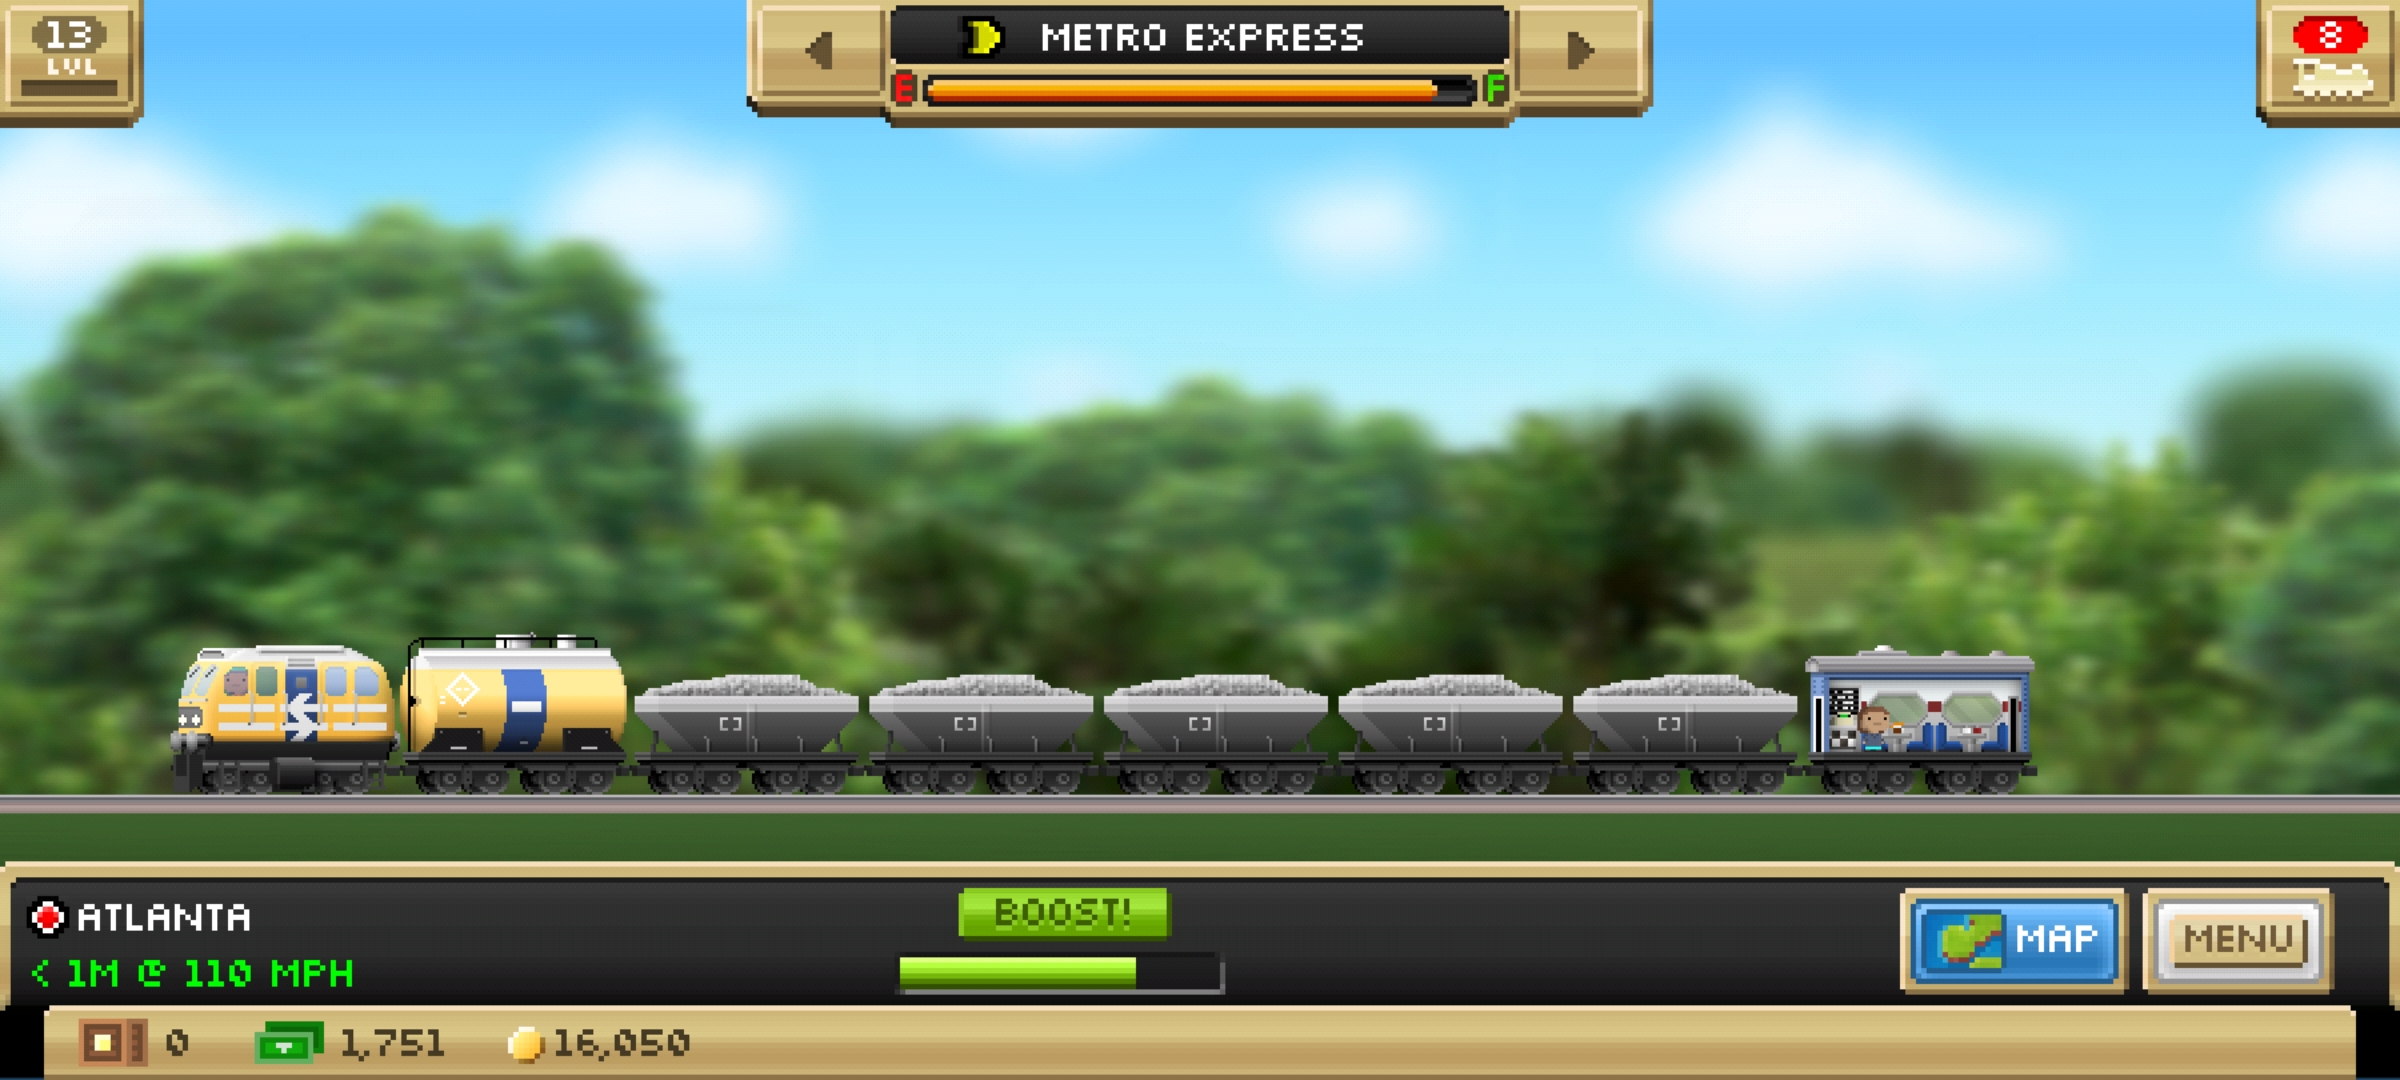 13
LVL
METRO EXPRESS
E F
8
ATLANTA
< 1M @ 110 MPH
BOOST!
MAP
MENU
0
1,751
16,050